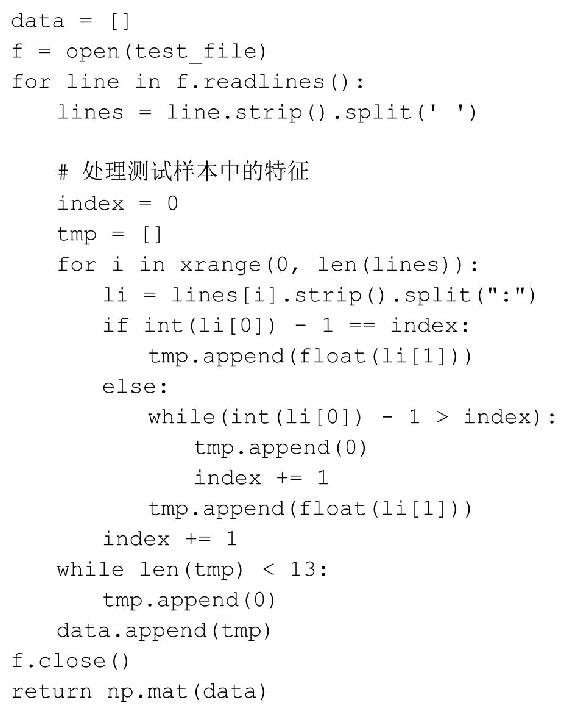 data = []
f = open(test_file)
for line in f.readlines():
    lines = line.strip().split(' ')

    # 处理测试样本中的特征
    index = 0
    tmp = []
    for i in xrange(0, len(lines)):
        li = lines[i].strip().split(":")
        if int(li[0]) - 1 == index:
            tmp.append(float(li[1]))
        else:
            while(int(li[0]) - 1 > index):
                tmp.append(0)
                index += 1
            tmp.append(float(li[1]))
        index += 1
    while len(tmp) < 13:
        tmp.append(0)
    data.append(tmp)
f.close()
return np.mat(data)